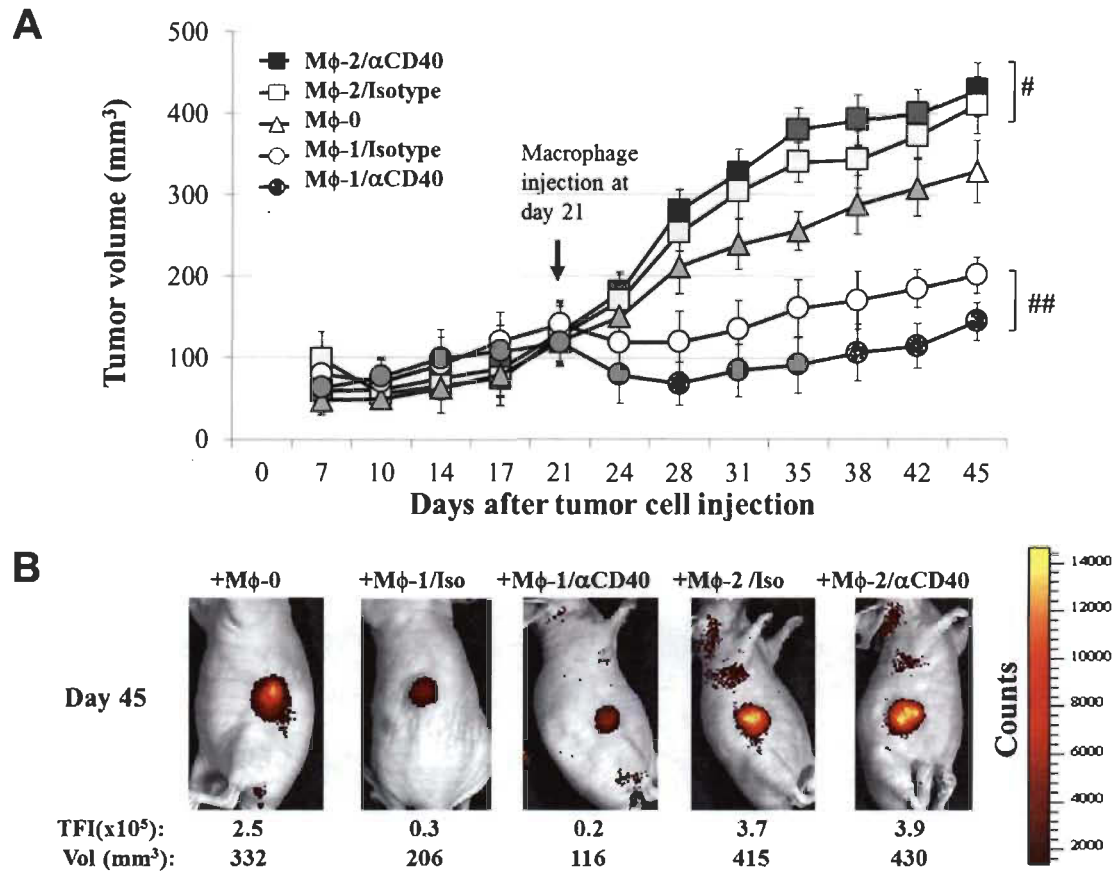 A
500
400
300
200
100
0
Tumor volume (mm³)
Mϕ-2/αCD40
Mϕ-2/Isotype
Mϕ-0
Mϕ-1/Isotype
Mϕ-1/αCD40
Macrophage
injection at
day 21
#
##
0 7 10 14 17 21 24 28 31 35 38 42 45
Days after tumor cell injection
B
+Mϕ-0 +Mϕ-1/Iso +Mϕ-1/αCD40 +Mϕ-2 /Iso +Mϕ-2/αCD40
Day 45
TFI(x10⁵): 2.5 0.3 0.2 3.7 3.9
Vol (mm³): 332 206 116 415 430
14000
12000
10000
8000
6000
4000
2000
Counts